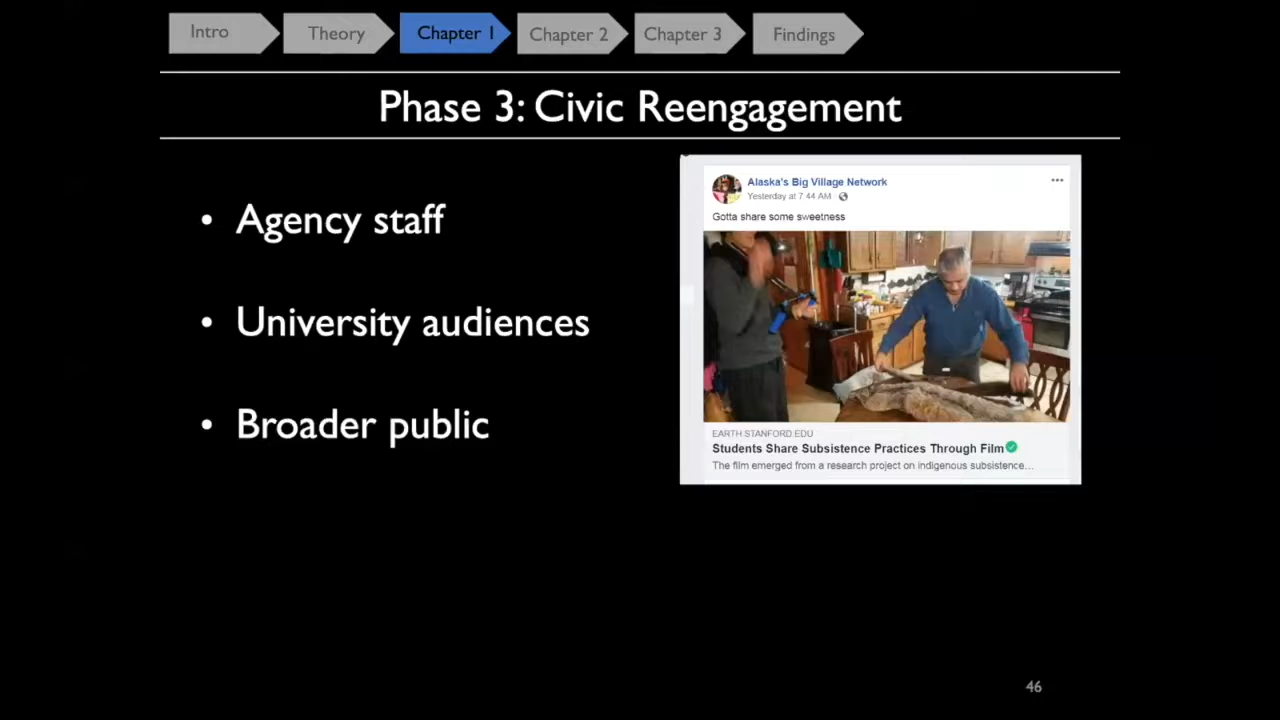 Intro
Theory
Chapter 1
Chapter 2
Chapter 3
Findings
Phase 3: Civic Reengagement
• Agency staff
• University audiences
• Broader public
Alaska's Big Village Network
Yesterday at 7:44 AM
Gotta share some sweetness
EARTH.STANFORD.EDU
Students Share Subsistence Practices Through Film
The film emerged from a research project on indigenous subsistence...
46